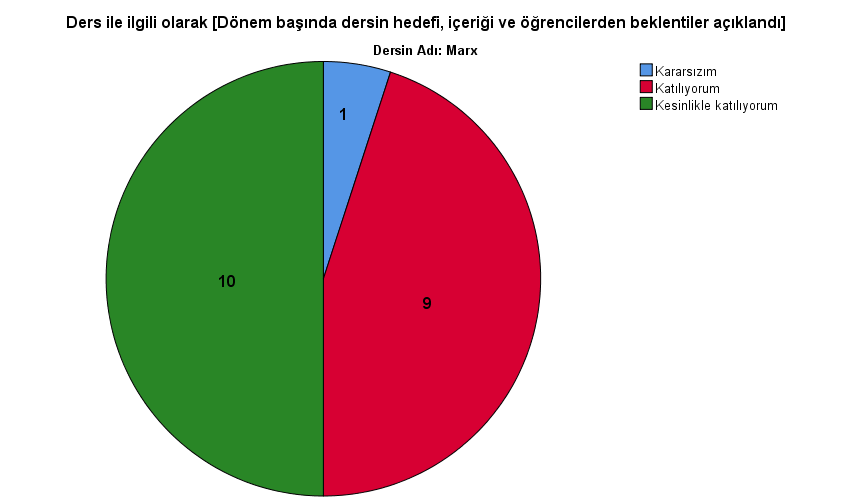 Ders ile ilgili olarak [Dönem başında dersin hedefi, içeriği ve öğrencilerden beklentiler açıklandı]
Dersin Adı: Marx
Kararsızım
Katılıyorum
Kesinlikle katılıyorum
1
10
9